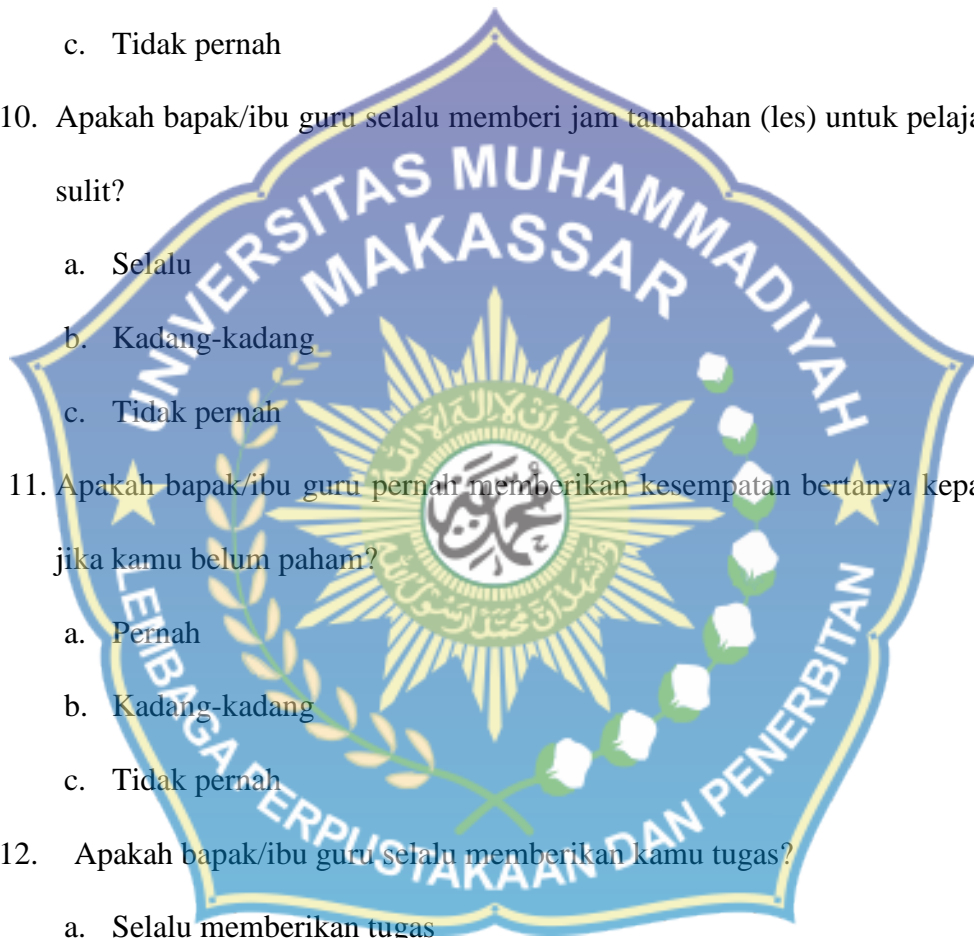 c. Tidak pernah
10. Apakah bapak/ibu guru selalu memberi jam tambahan (les) untuk pelaja
sulit?
a. Selalu
b. Kadang-kadang
c. Tidak pernah
11. Apakah bapak/ibu guru pernah memberikan kesempatan bertanya kepa
jika kamu belum paham?
a. Pernah
b. Kadang-kadang
c. Tidak pernah
12. Apakah bapak/ibu guru selalu memberikan kamu tugas?
a. Selalu memberikan tugas
UNIVERSITAS MUHAMMADIYAH
MAKASSAR
LEMBAGA PERPUSTAKAAN DAN PENERBITAN
محمد